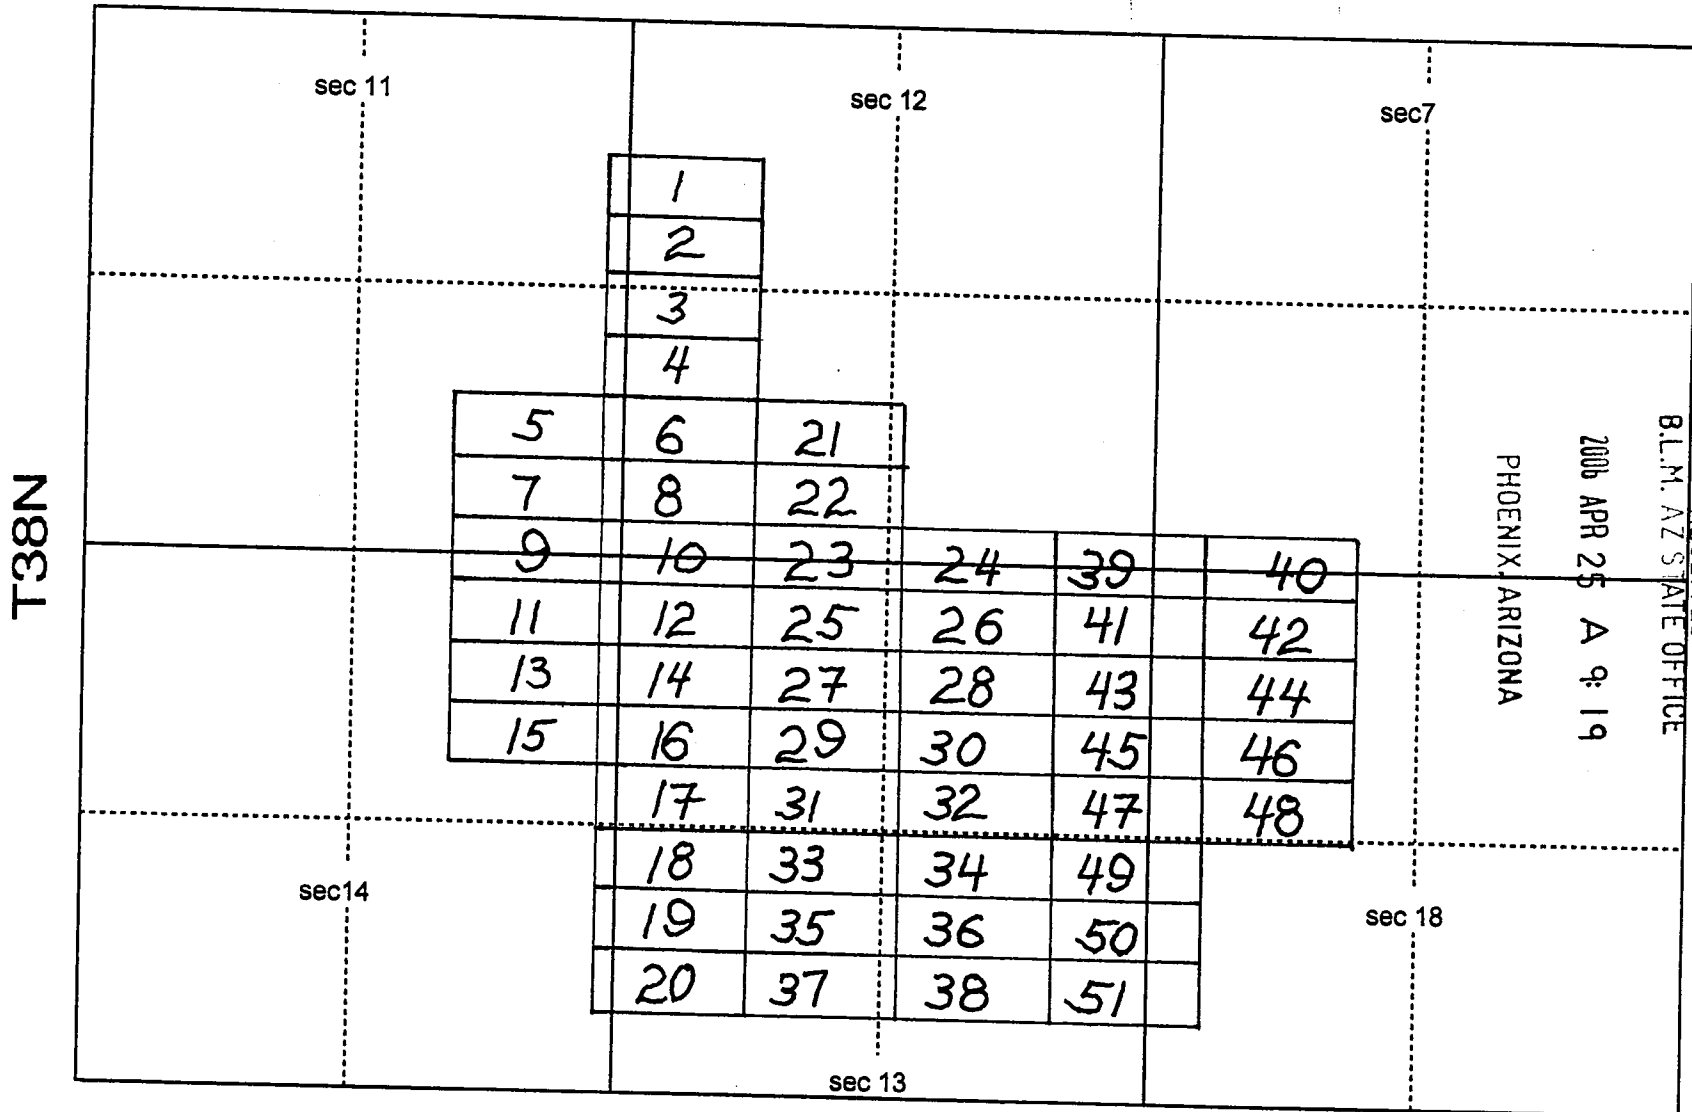 sec 11
sec 12
sec7
1
2
3
4
5 6 21
7 8 22
9 10 23 24 39 40
11 12 25 26 41 42
13 14 27 28 43 44
15 16 29 30 45 46
17 31 32 47 48
18 33 34 49
19 35 36 50
20 37 38 51
sec14
sec 18
sec 13
T38N
B.L.M. AZ STATE OFFICE
2006 APR 25 A 9:19
PHOENIX, ARIZONA